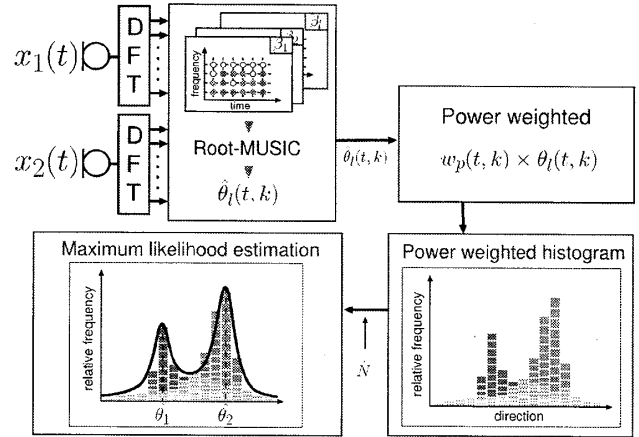 x₁(t)
D
F
T
x₂(t)
D
F
T
β₁
frequency
time
Root-MUSIC
θ̂ₗ(t, k)
θ̂ₗ(t, k)
Power weighted
wₚ(t, k) × θₗ(t, k)
Power weighted histogram
relative frequency
direction
N̂
Maximum likelihood estimation
relative frequency
θ₁
θ₂